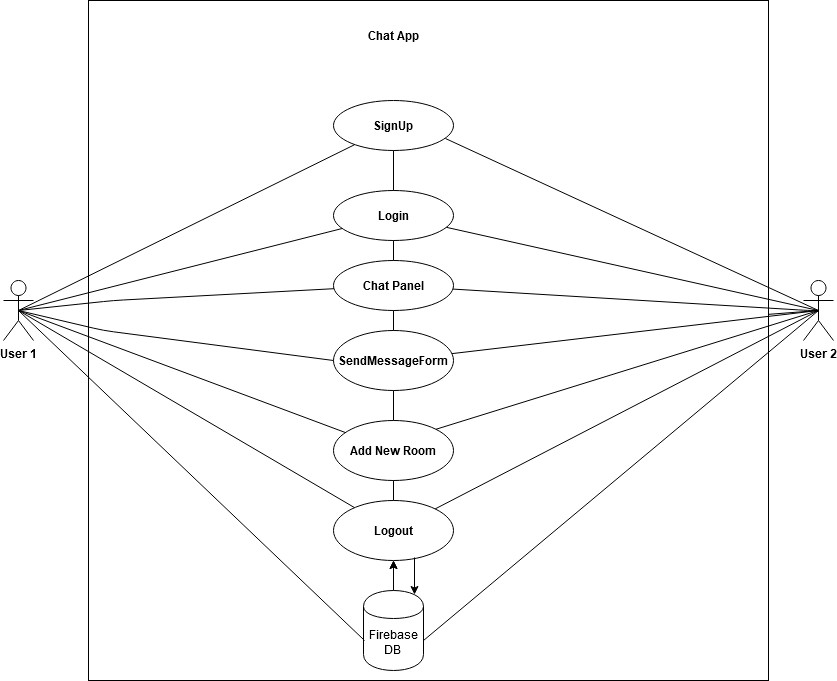 Chat App
SignUp
Login
Chat Panel
User 1
User 2
SendMessageForm
Add New Room
Logout
Firebase
DB